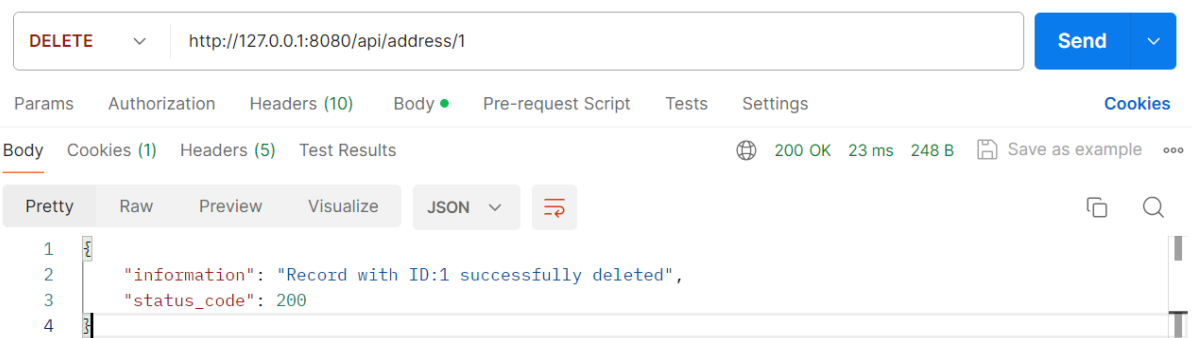 DELETE http://127.0.0.1:8080/api/address/1 Send
Params Authorization Headers (10) Body Pre-request Script Tests Settings Cookies
Body Cookies (1) Headers (5) Test Results 200 OK 23 ms 248 B Save as example
Pretty Raw Preview Visualize JSON
1 {
2 "information": "Record with ID:1 successfully deleted",
3 "status_code": 200
4 }